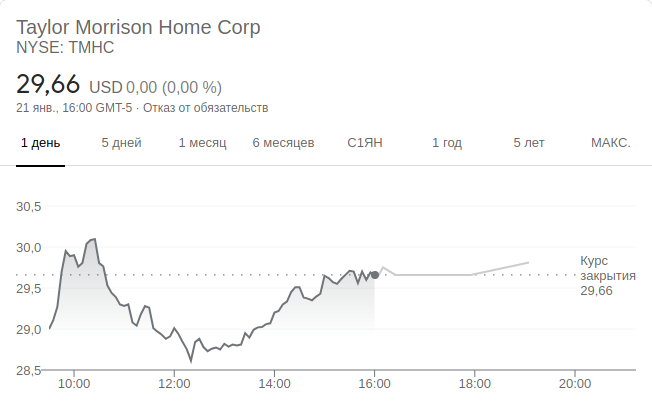 Taylor Morrison Home Corp
NYSE: TMHC
29,66 USD 0,00 (0,00 %)
21 янв., 16:00 GMT-5 · Отказ от обязательств
1 день 5 дней 1 месяц 6 месяцев С1ЯН 1 год 5 лет МАКС.
30,5
30,0
29,5
29,0
28,5
Курс
закрытия
29,66
10:00 12:00 14:00 16:00 18:00 20:00